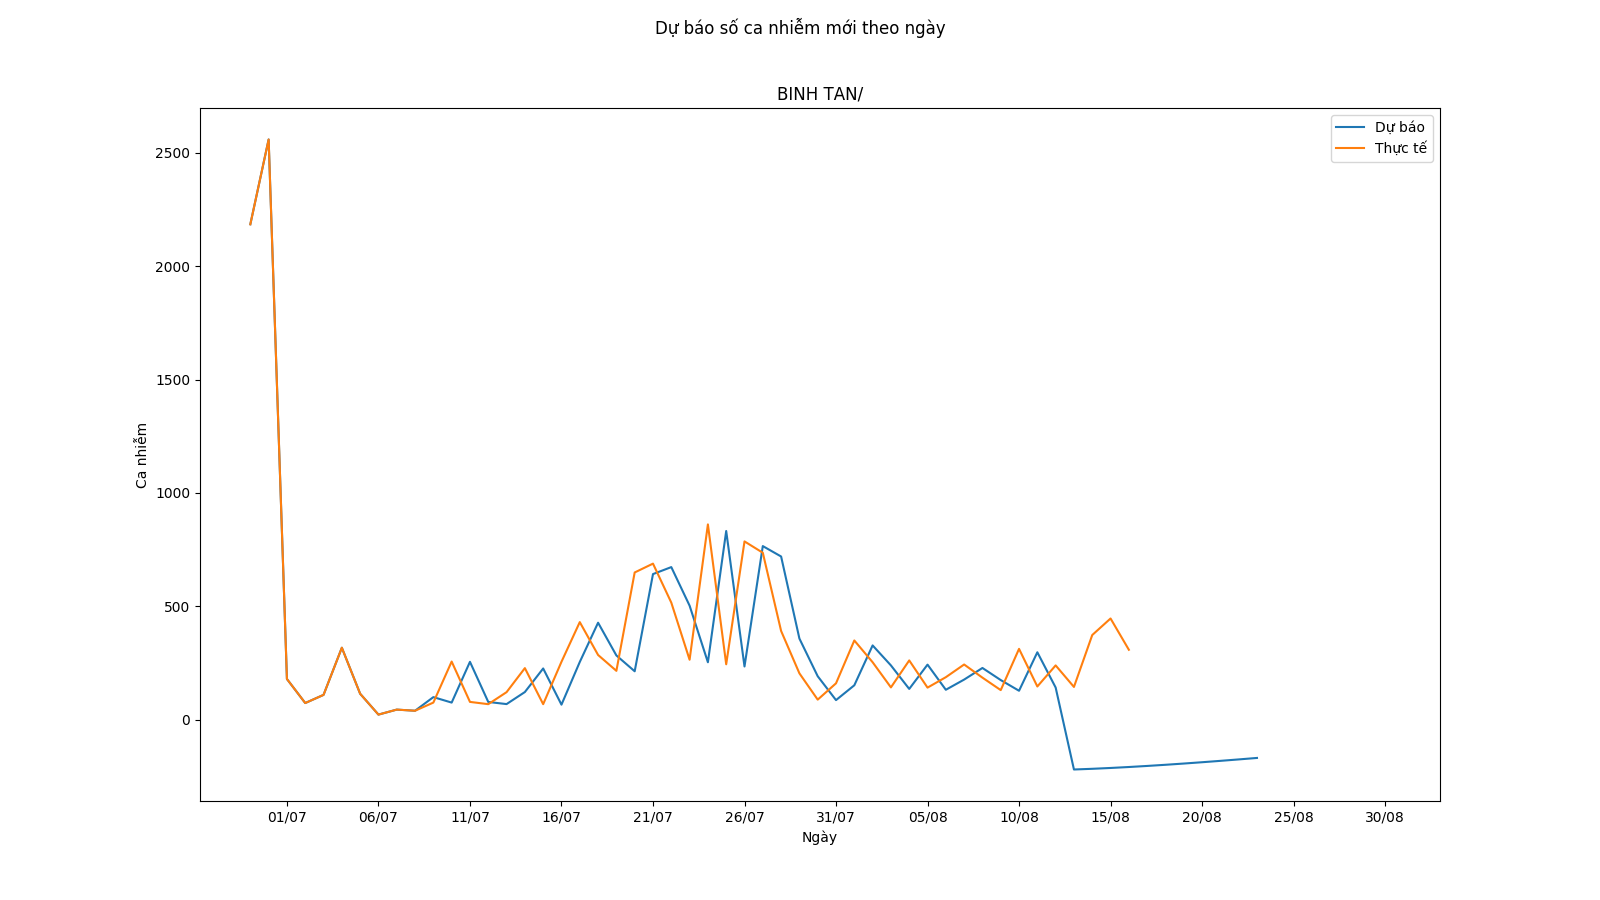 Dự báo số ca nhiễm mới theo ngày
BINH TAN/
Dự báo
Thực tế
2500
2000
1500
1000
500
0
Ca nhiễm
01/07 06/07 11/07 16/07 21/07 26/07 31/07 05/08 10/08 15/08 20/08 25/08 30/08
Ngày